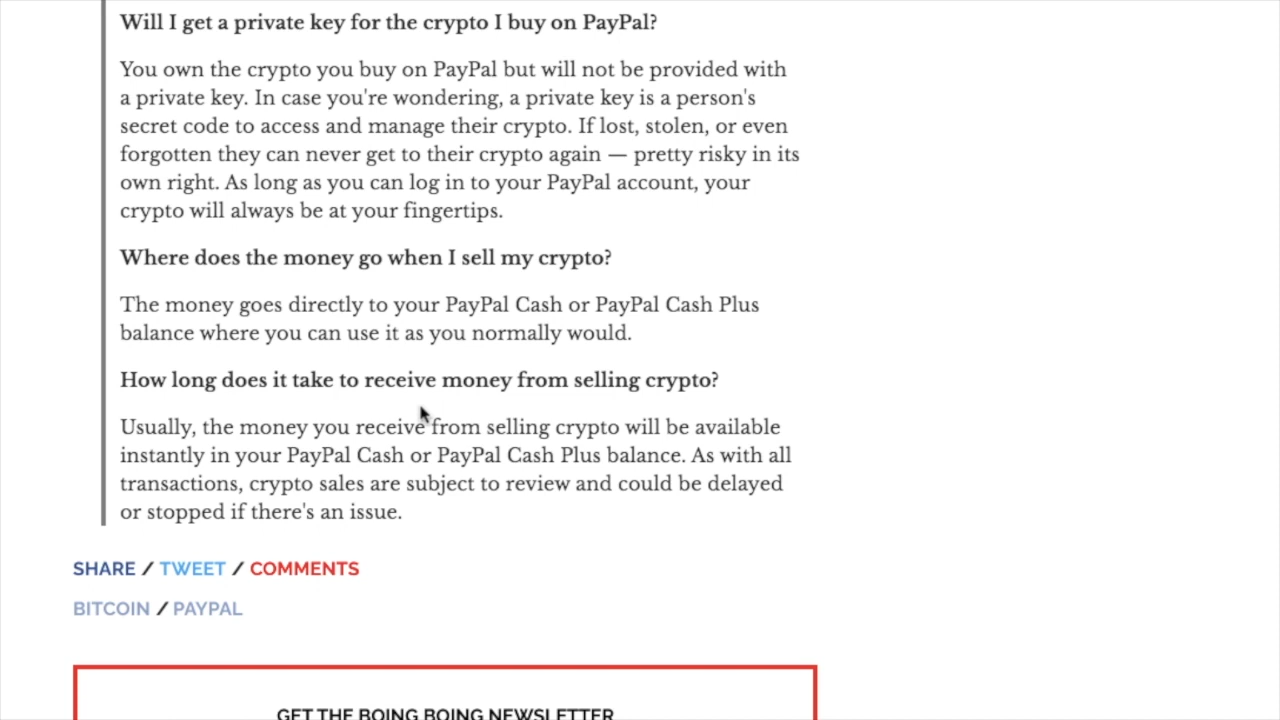 Will I get a private key for the crypto I buy on PayPal?
You own the crypto you buy on PayPal but will not be provided with
a private key. In case you're wondering, a private key is a person's
secret code to access and manage their crypto. If lost, stolen, or even
forgotten they can never get to their crypto again — pretty risky in its
own right. As long as you can log in to your PayPal account, your
crypto will always be at your fingertips.
Where does the money go when I sell my crypto?
The money goes directly to your PayPal Cash or PayPal Cash Plus
balance where you can use it as you normally would.
How long does it take to receive money from selling crypto?
Usually, the money you receive from selling crypto will be available
instantly in your PayPal Cash or PayPal Cash Plus balance. As with all
transactions, crypto sales are subject to review and could be delayed
or stopped if there's an issue.
SHARE / TWEET / COMMENTS
BITCOIN / PAYPAL
GET THE BOING BOING NEWSLETTER